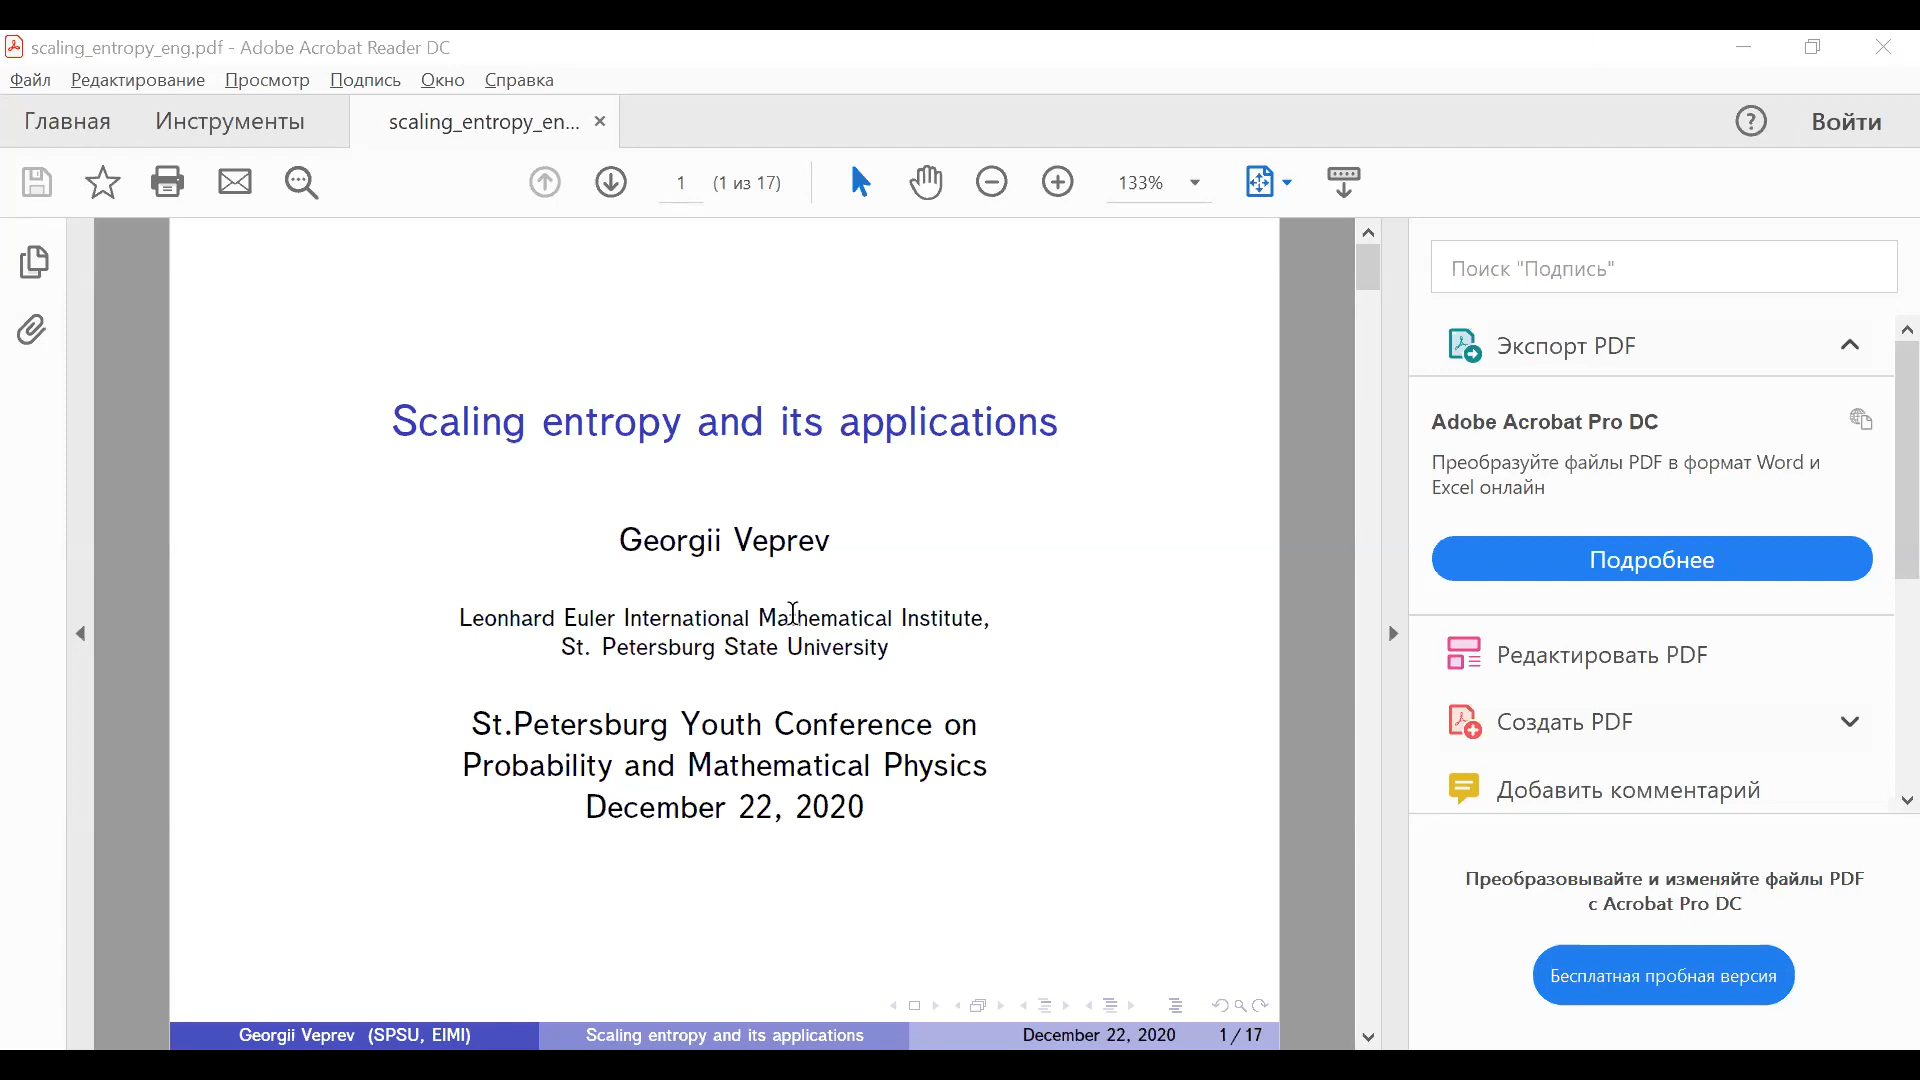 scaling_entropy_eng.pdf - Adobe Acrobat Reader DC
Файл Редактирование Просмотр Подпись Окно Справка
Главная Инструменты scaling_entropy_en... Войти
1 (1 из 17) 133%
Поиск "Подпись"
Экспорт PDF
Adobe Acrobat Pro DC
Преобразуйте файлы PDF в формат Word и
Excel онлайн
Подробнее
Редактировать PDF
Создать PDF
Добавить комментарий
Преобразовывайте и изменяйте файлы PDF
с Acrobat Pro DC
Бесплатная пробная версия
Scaling entropy and its applications
Georgii Veprev
Leonhard Euler International Mathematical Institute,
St. Petersburg State University
St.Petersburg Youth Conference on
Probability and Mathematical Physics
December 22, 2020
Georgii Veprev (SPSU, EIMI) Scaling entropy and its applications December 22, 2020 1 / 17